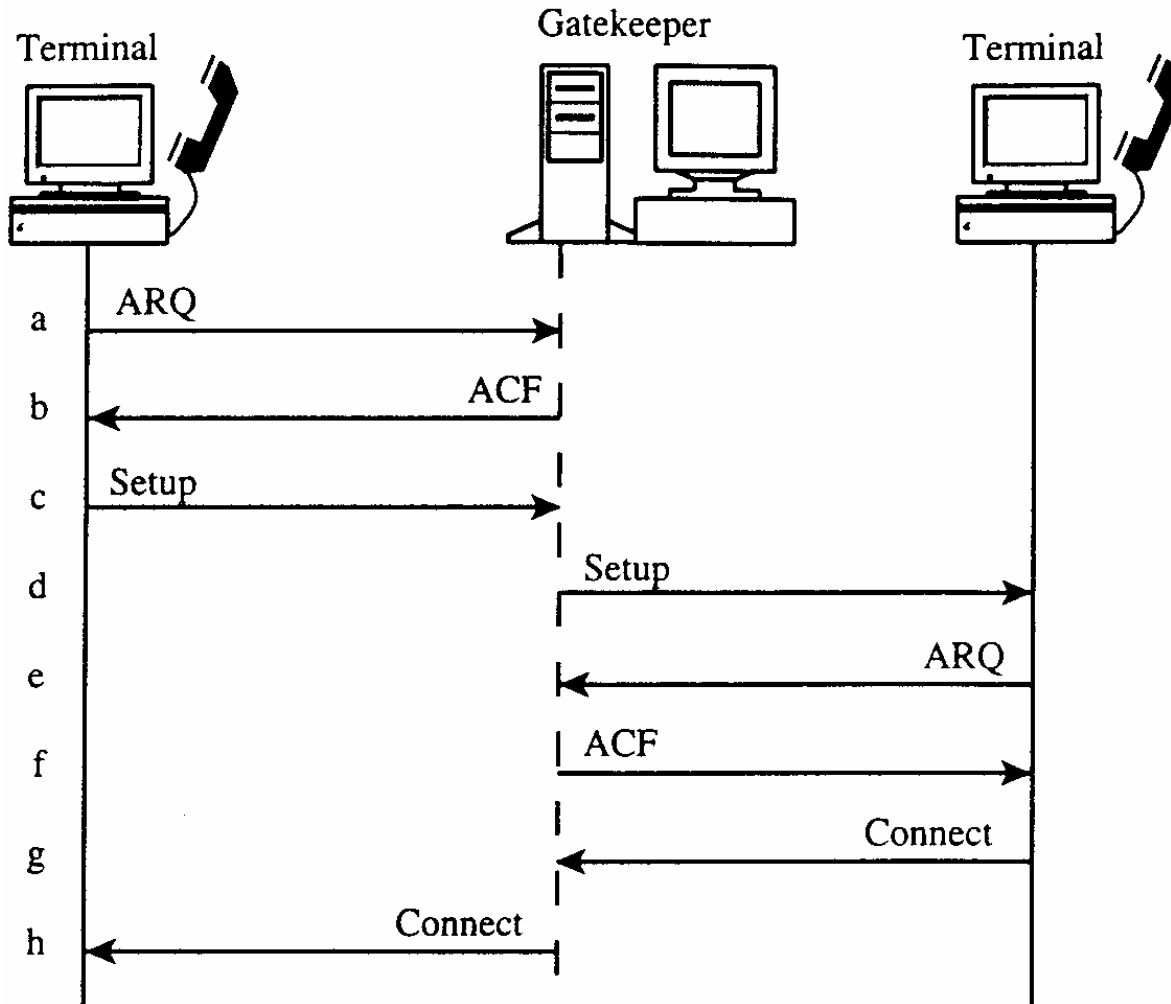 Gatekeeper
Terminal
Terminal
a ARQ
b ACF
c Setup
d Setup
e ARQ
f ACF
g Connect
h Connect